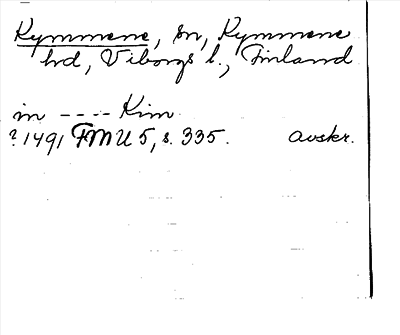 Kymmene, sn, Kymmene
hd, Viborgs l., Finland
in ---- Kim
? 1491 FMU 5, s. 335. avskr.